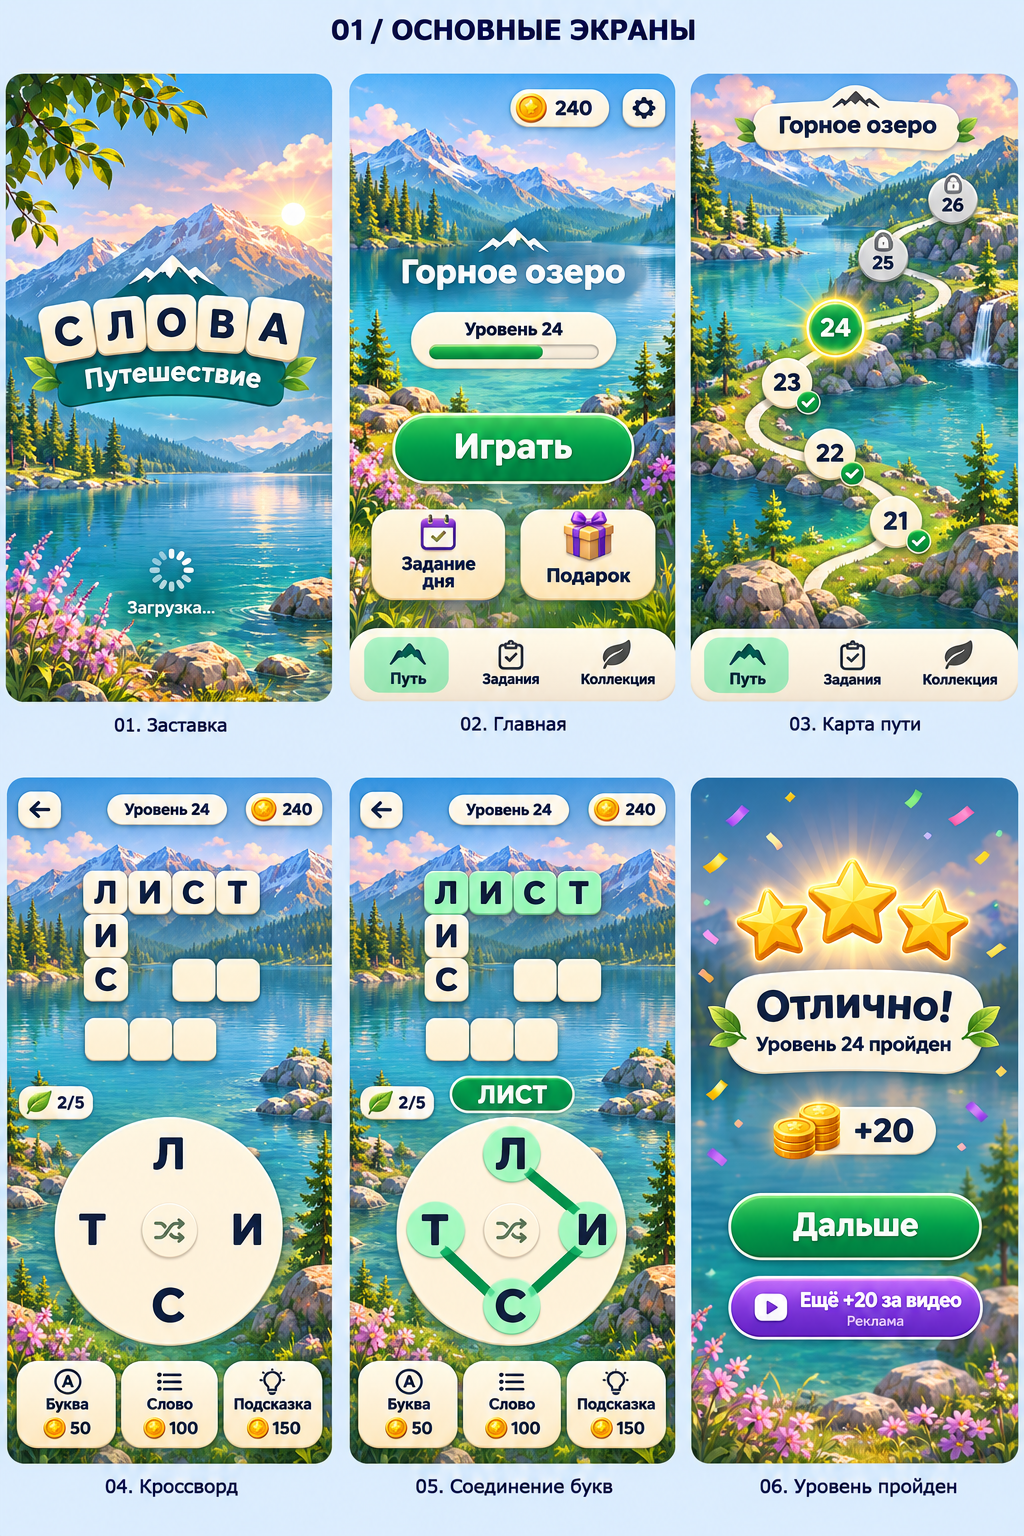 01 / ОСНОВНЫЕ ЭКРАНЫ
СЛОВА
Путешествие
Загрузка...
01. Заставка
240
Горное озеро
Уровень 24
Играть
Задание
дня
Подарок
Путь
Задания
Коллекция
02. Главная
Горное озеро
26
25
24
23
22
21
Путь
Задания
Коллекция
03. Карта пути
Уровень 24
240
ЛИСТ
И
С
2/5
Л
Т
И
С
A
Буква
50
Слово
100
Подсказка
150
04. Кроссворд
Уровень 24
240
ЛИСТ
И
С
2/5
ЛИСТ
Л
Т
И
С
A
Буква
50
Слово
100
Подсказка
150
05. Соединение букв
Отлично!
Уровень 24 пройден
+20
Дальше
Ещё +20 за видео
Реклама
06. Уровень пройден